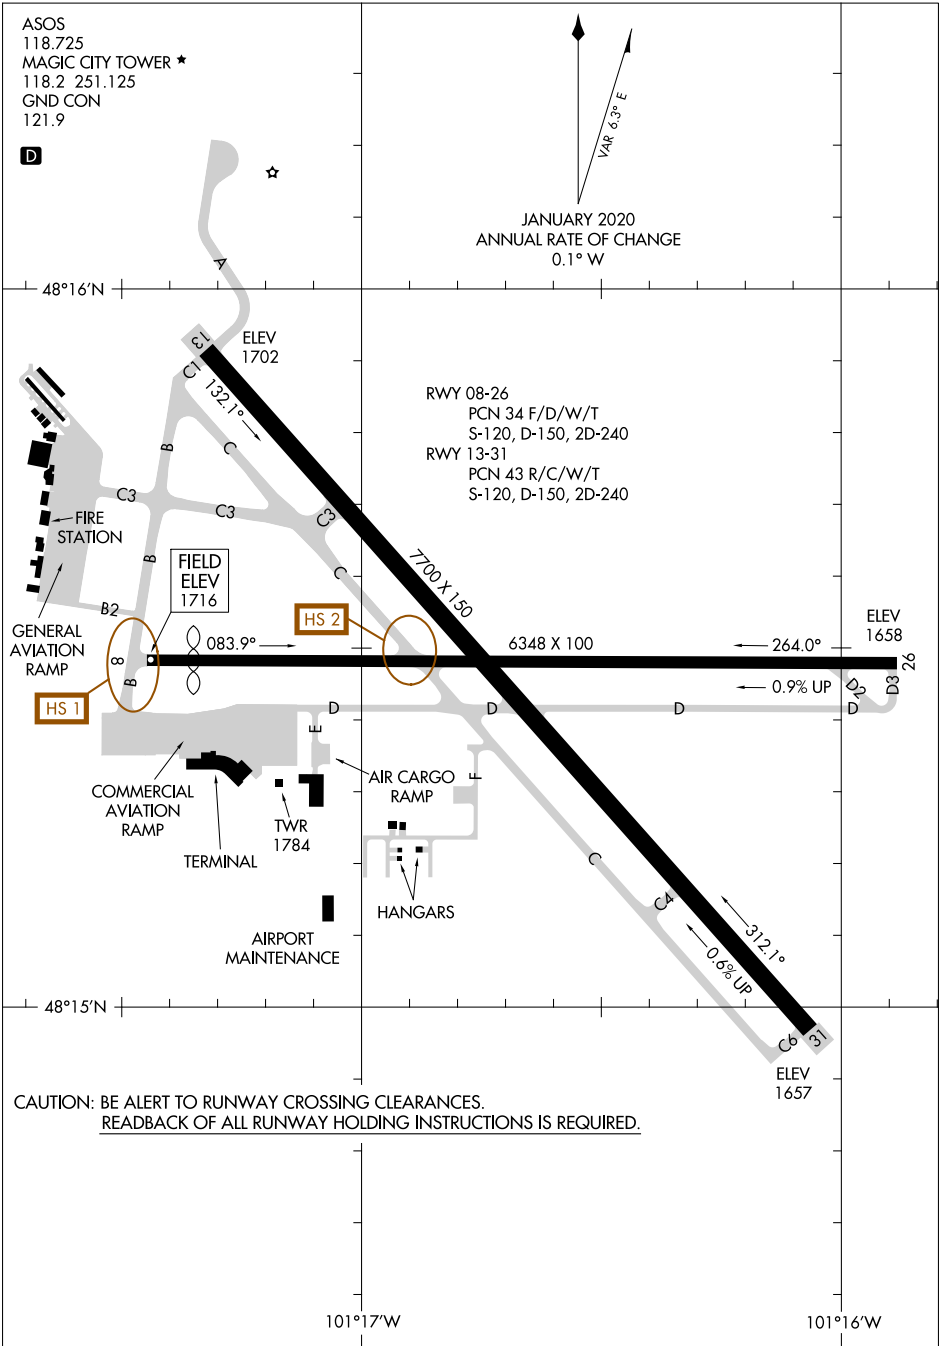 ASOS
118.725
MAGIC CITY TOWER ★
118.2 251.125
GND CON
121.9
D
VAR 6.3° E
JANUARY 2020
ANNUAL RATE OF CHANGE
0.1° W
A
48°16'N
13
ELEV
1702
C1
132.1°
RWY 08-26
PCN 34 F/D/W/T
S-120, D-150, 2D-240
RWY 13-31
PCN 43 R/C/W/T
S-120, D-150, 2D-240
B
C
C3
C3
C3
FIRE
STATION
B
C
7700 X 150
FIELD
ELEV
1716
B2
HS 2
GENERAL
AVIATION
RAMP
ELEV
1658
8
083.9°
6348 X 100
264.0°
26
B
HS 1
0.9% UP
D2
D3
D
D
D
D
E
F
COMMERCIAL
AVIATION
RAMP
AIR CARGO
RAMP
TWR
1784
TERMINAL
C
HANGARS
C4
AIRPORT
MAINTENANCE
312.1°
0.6% UP
48°15'N
C6
31
ELEV
1657
CAUTION: BE ALERT TO RUNWAY CROSSING CLEARANCES.
READBACK OF ALL RUNWAY HOLDING INSTRUCTIONS IS REQUIRED.
101°17'W
101°16'W